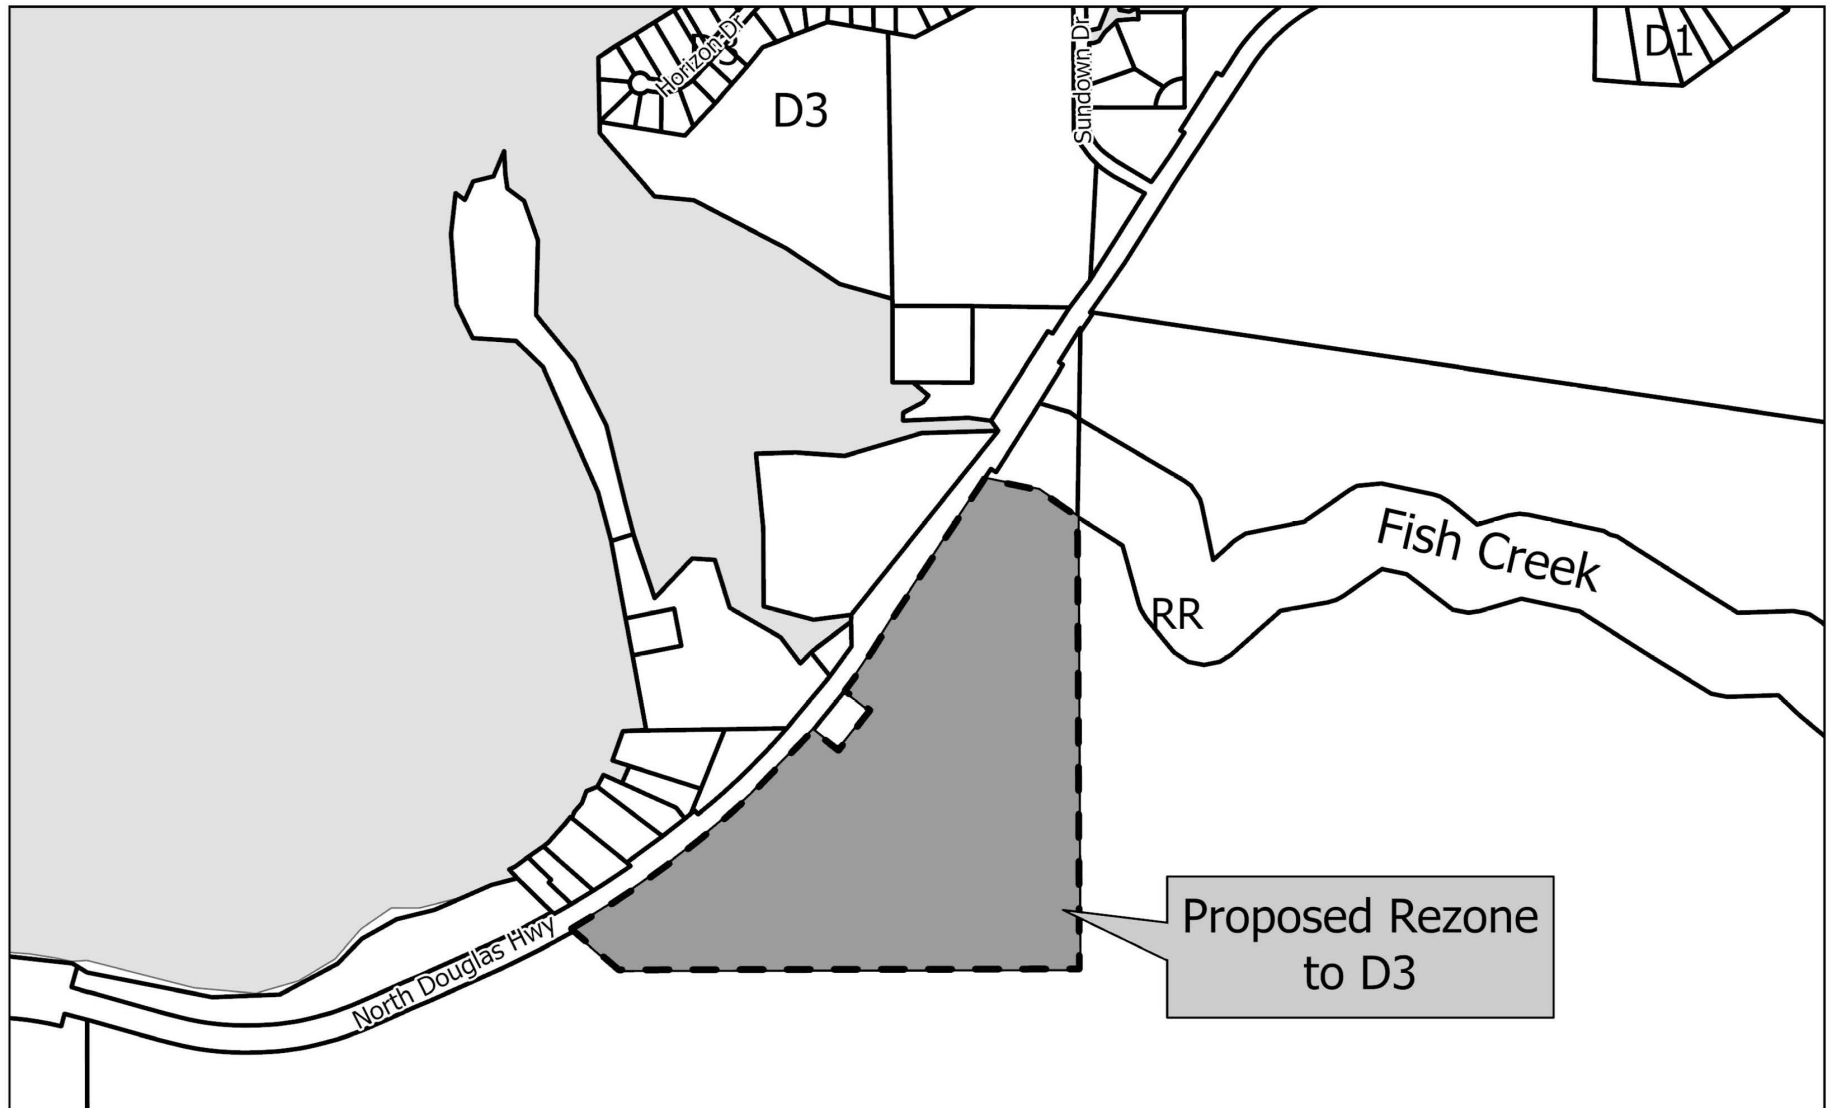 Horizon Dr
D3
Sundown Dr
D1
Fish Creek
RR
Proposed Rezone
to D3
North Douglas Hwy